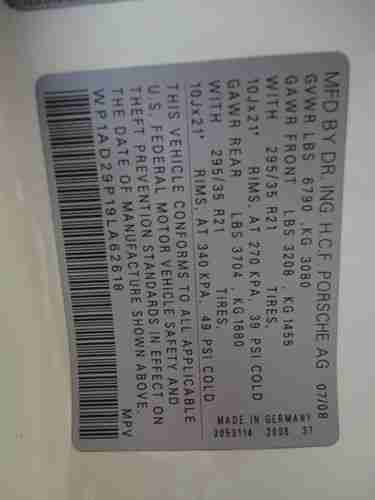 MFD BY DR. ING. H.C.F. PORSCHE AG 07/08
GVWR LBS 6790 ,KG 3080
GAWR FRONT LBS 3208 ,KG 1455
WITH 295/35 R21 TIRES,
10Jx21" RIMS, AT 270 KPA, 39 PSI COLD
GAWR REAR LBS 3704 ,KG 1680
WITH 295/35 R21 TIRES,
10Jx21" RIMS, AT 340 KPA, 49 PSI COLD
THIS VEHICLE CONFORMS TO ALL APPLICABLE
U.S. FEDERAL MOTOR VEHICLE SAFETY AND
THEFT PREVENTION STANDARDS IN EFFECT ON
THE DATE OF MANUFACTURE SHOWN ABOVE.
WP1AD29P19LA62618 MPV
MADE IN GERMANY
3053114 2008 37